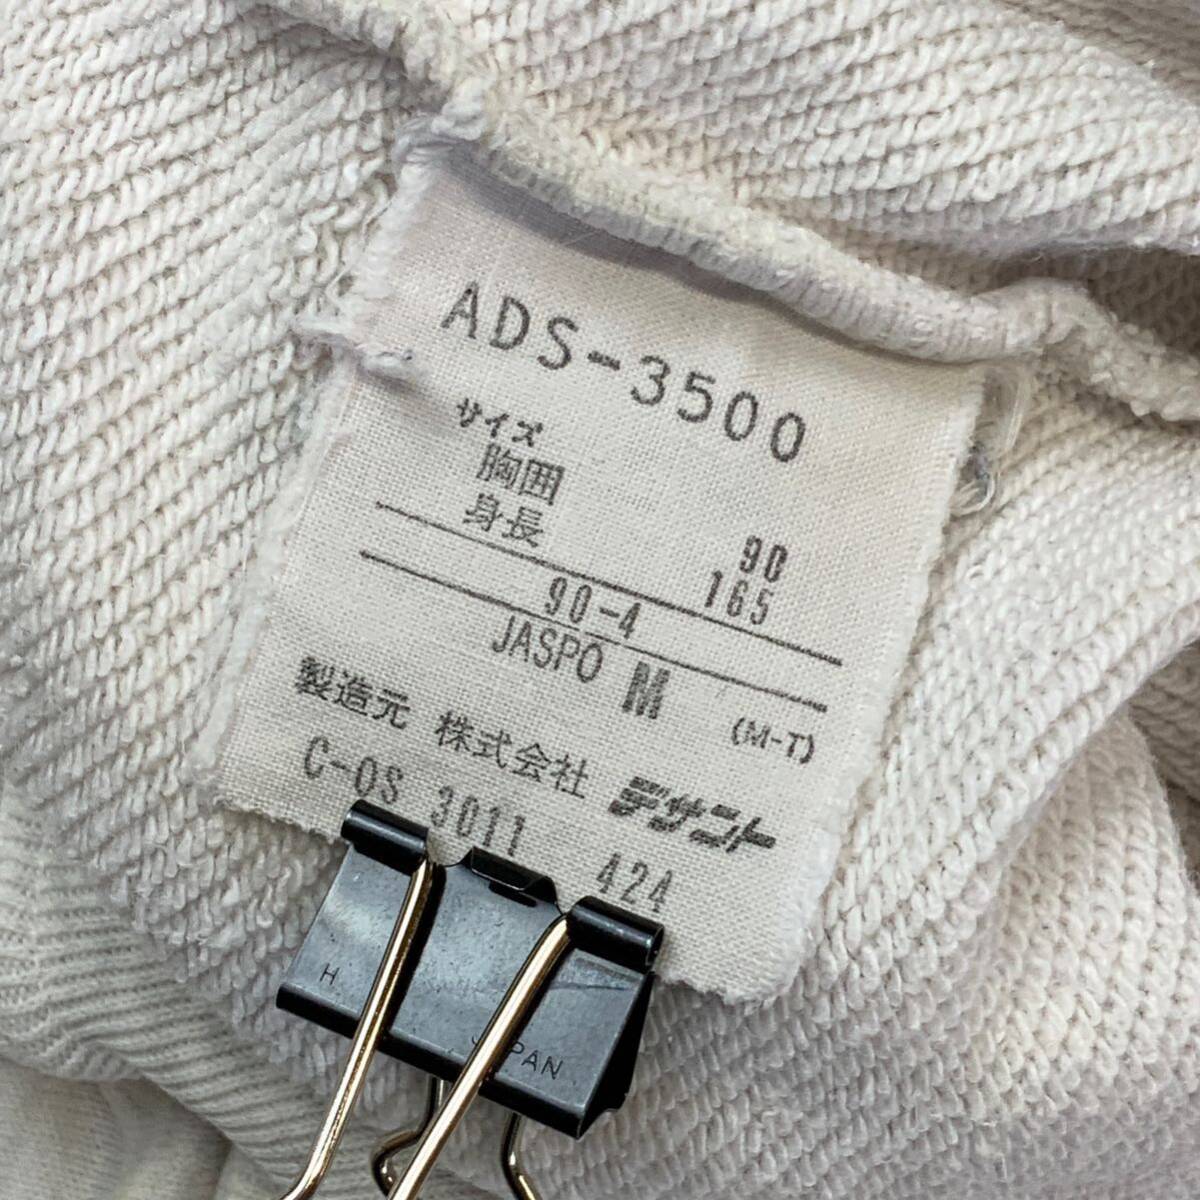 ADS-3500
サイズ
胸囲 90
身長 165
90-4
JASPO M (M-T)
製造元 株式会社 デサント
C-OS 3011 424
H.
JAPAN